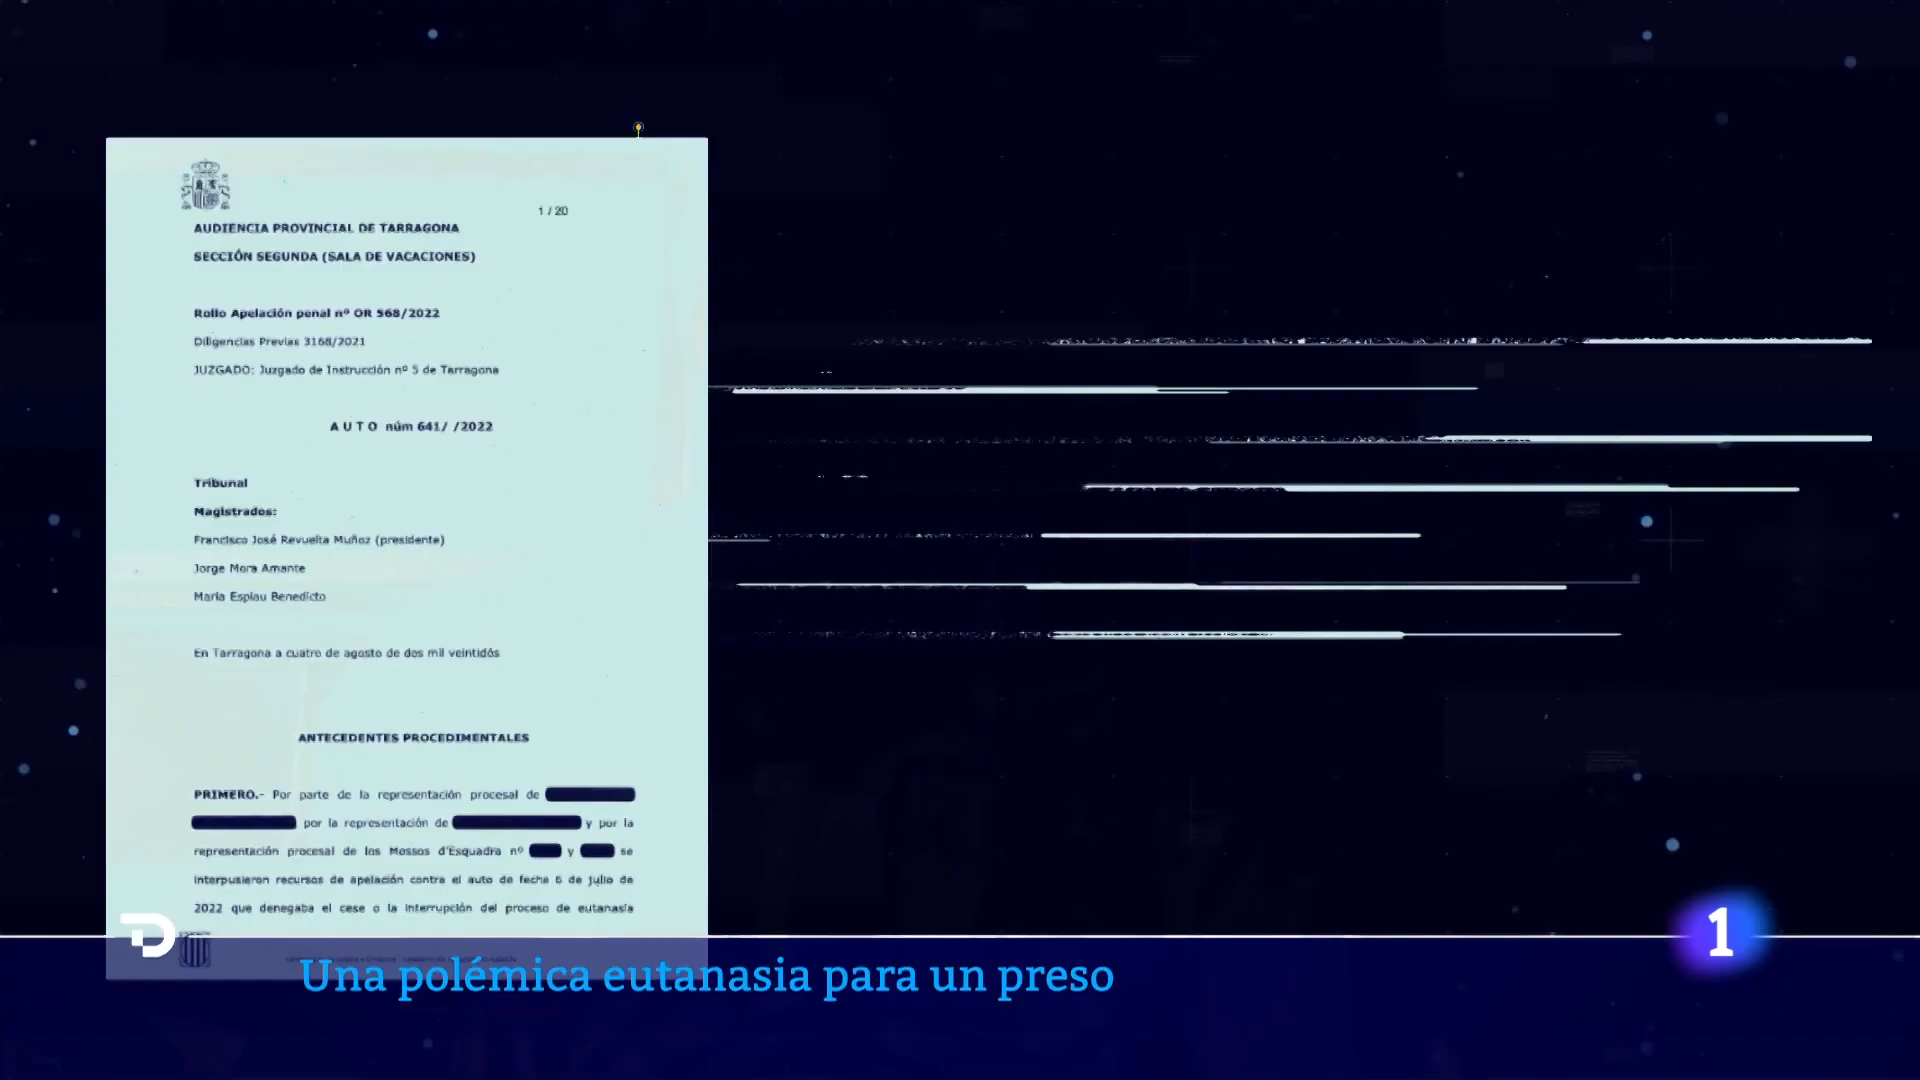 1 / 20
AUDIENCIA PROVINCIAL DE TARRAGONA
SECCIÓN SEGUNDA (SALA DE VACACIONES)
Rollo Apelación penal nº OR 568/2022
Diligencias Previas 3168/2021
JUZGADO: Juzgado de Instrucción nº 5 de Tarragona
A U T O núm 641/ /2022
Tribunal
Magistrados:
Francisco José Revuelta Muñoz (presidente)
Jorge Mora Amante
María Espiau Benedicto
En Tarragona a cuatro de agosto de dos mil veintidós
ANTECEDENTES PROCEDIMENTALES
PRIMERO.- Por parte de la representación procesal de
por la representación de y por la
representación procesal de los Mossos d'Esquadra nº y se
interpusieron recursos de apelación contra el auto de fecha 6 de julio de
2022 que denegaba el cese o la interrupción del proceso de eutanasia
Una polémica eutanasia para un preso
1